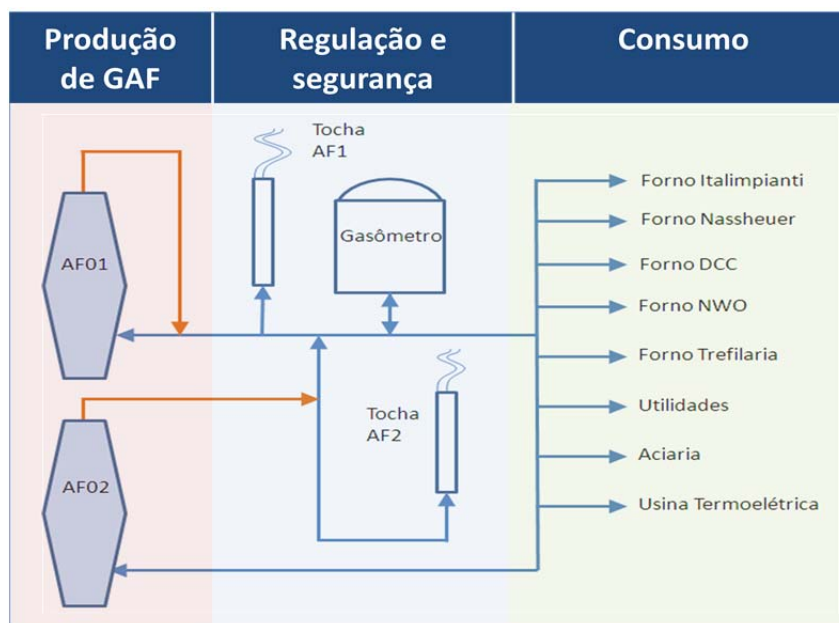 Produção
de GAF
Regulação e
segurança
Consumo
Tocha
AF1
Gasômetro
AF01
Tocha
AF2
AF02
Forno Italimpianti
Forno Nassheuer
Forno DCC
Forno NWO
Forno Trefilaria
Utilidades
Aciaria
Usina Termoelétrica